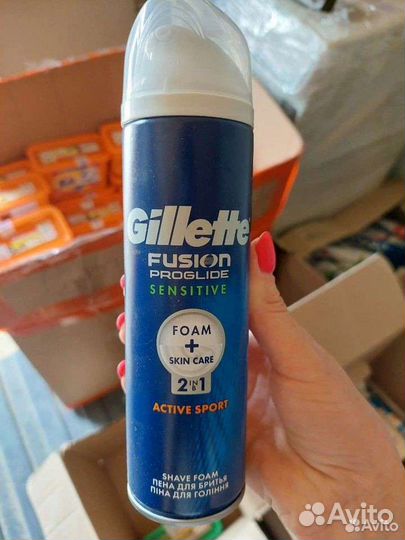 Gillette
FUSION
PROGLIDE
SENSITIVE
FOAM
+
SKIN CARE
2 IN 1
ACTIVE SPORT
SHAVE FOAM
ПЕНА ДЛЯ БРИТЬЯ
ПІНА ДЛЯ ГОЛІННЯ
Avito